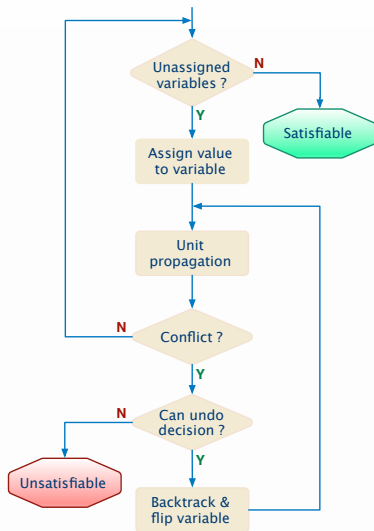 Unassigned
variables ?
N
Y
Satisfiable
Assign value
to variable
Unit
propagation
N
Conflict ?
Y
N
Can undo
decision ?
Y
Unsatisfiable
Backtrack &
flip variable